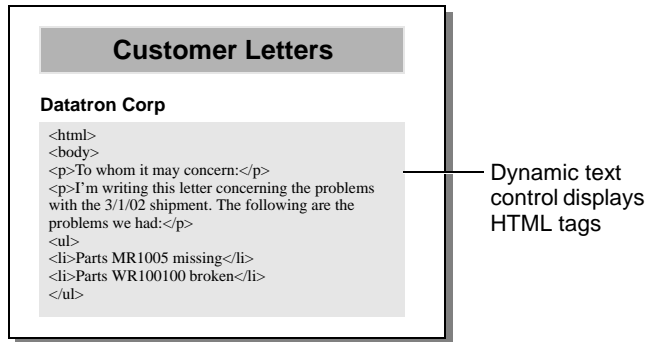 Customer Letters
Datatron Corp
<html>
<body>
<p>To whom it may concern:</p>
<p>I'm writing this letter concerning the problems
with the 3/1/02 shipment. The following are the
problems we had:</p>
<ul>
<li>Parts MR1005 missing</li>
<li>Parts WR100100 broken</li>
</ul>
Dynamic text
control displays
HTML tags